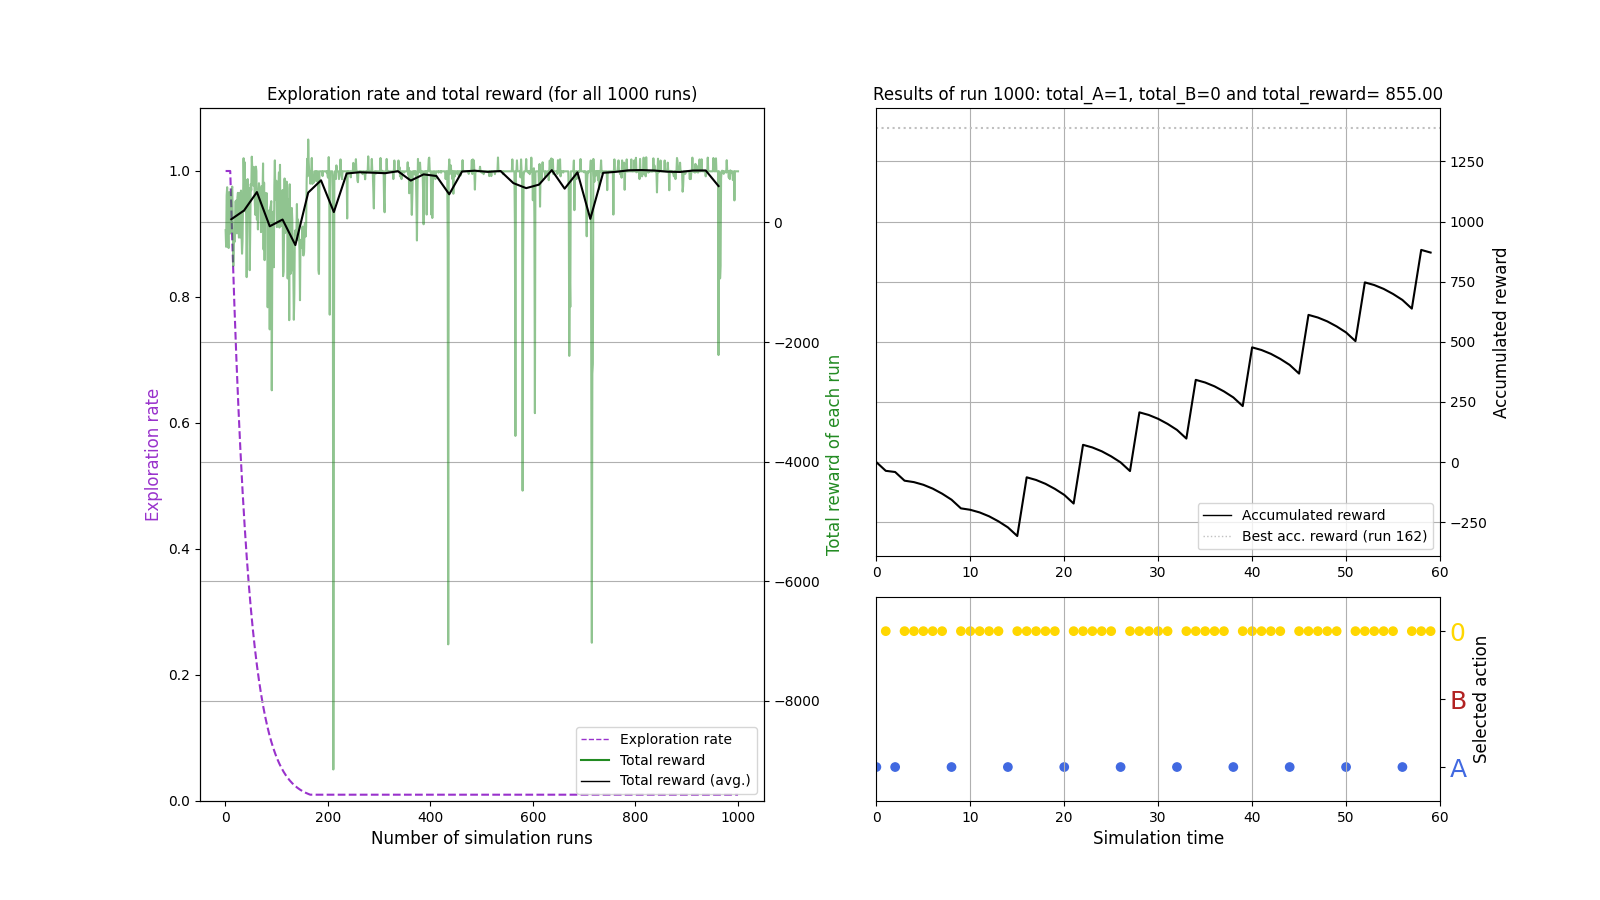 Exploration rate and total reward (for all 1000 runs)
Exploration rate
1.0
0.8
0.6
0.4
0.2
0.0
0
200
400
600
800
1000
Number of simulation runs
0
−2000
−4000
−6000
−8000
Total reward of each run
Exploration rate
Total reward
Total reward (avg.)
Results of run 1000: total_A=1, total_B=0 and total_reward= 855.00
1250
1000
750
500
250
0
−250
Accumulated reward
Accumulated reward
Best acc. reward (run 162)
0
10
20
30
40
50
60
0
B
A
Selected action
0
10
20
30
40
50
60
Simulation time